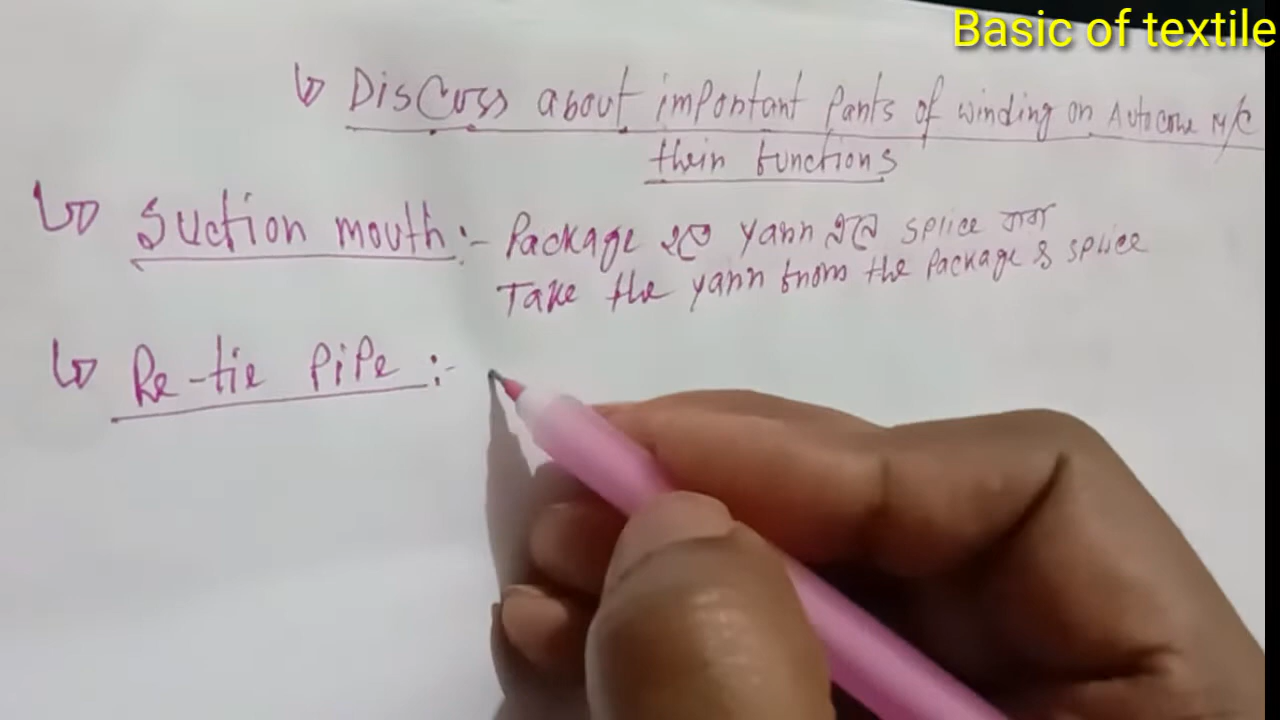 Basic of textile
Discuss about important parts of winding on Autocone M/C
their functions
Suction mouth :- Package হতে yarn এনে splice করা
Take the yarn from the package & splice
Re-tie Pipe :-